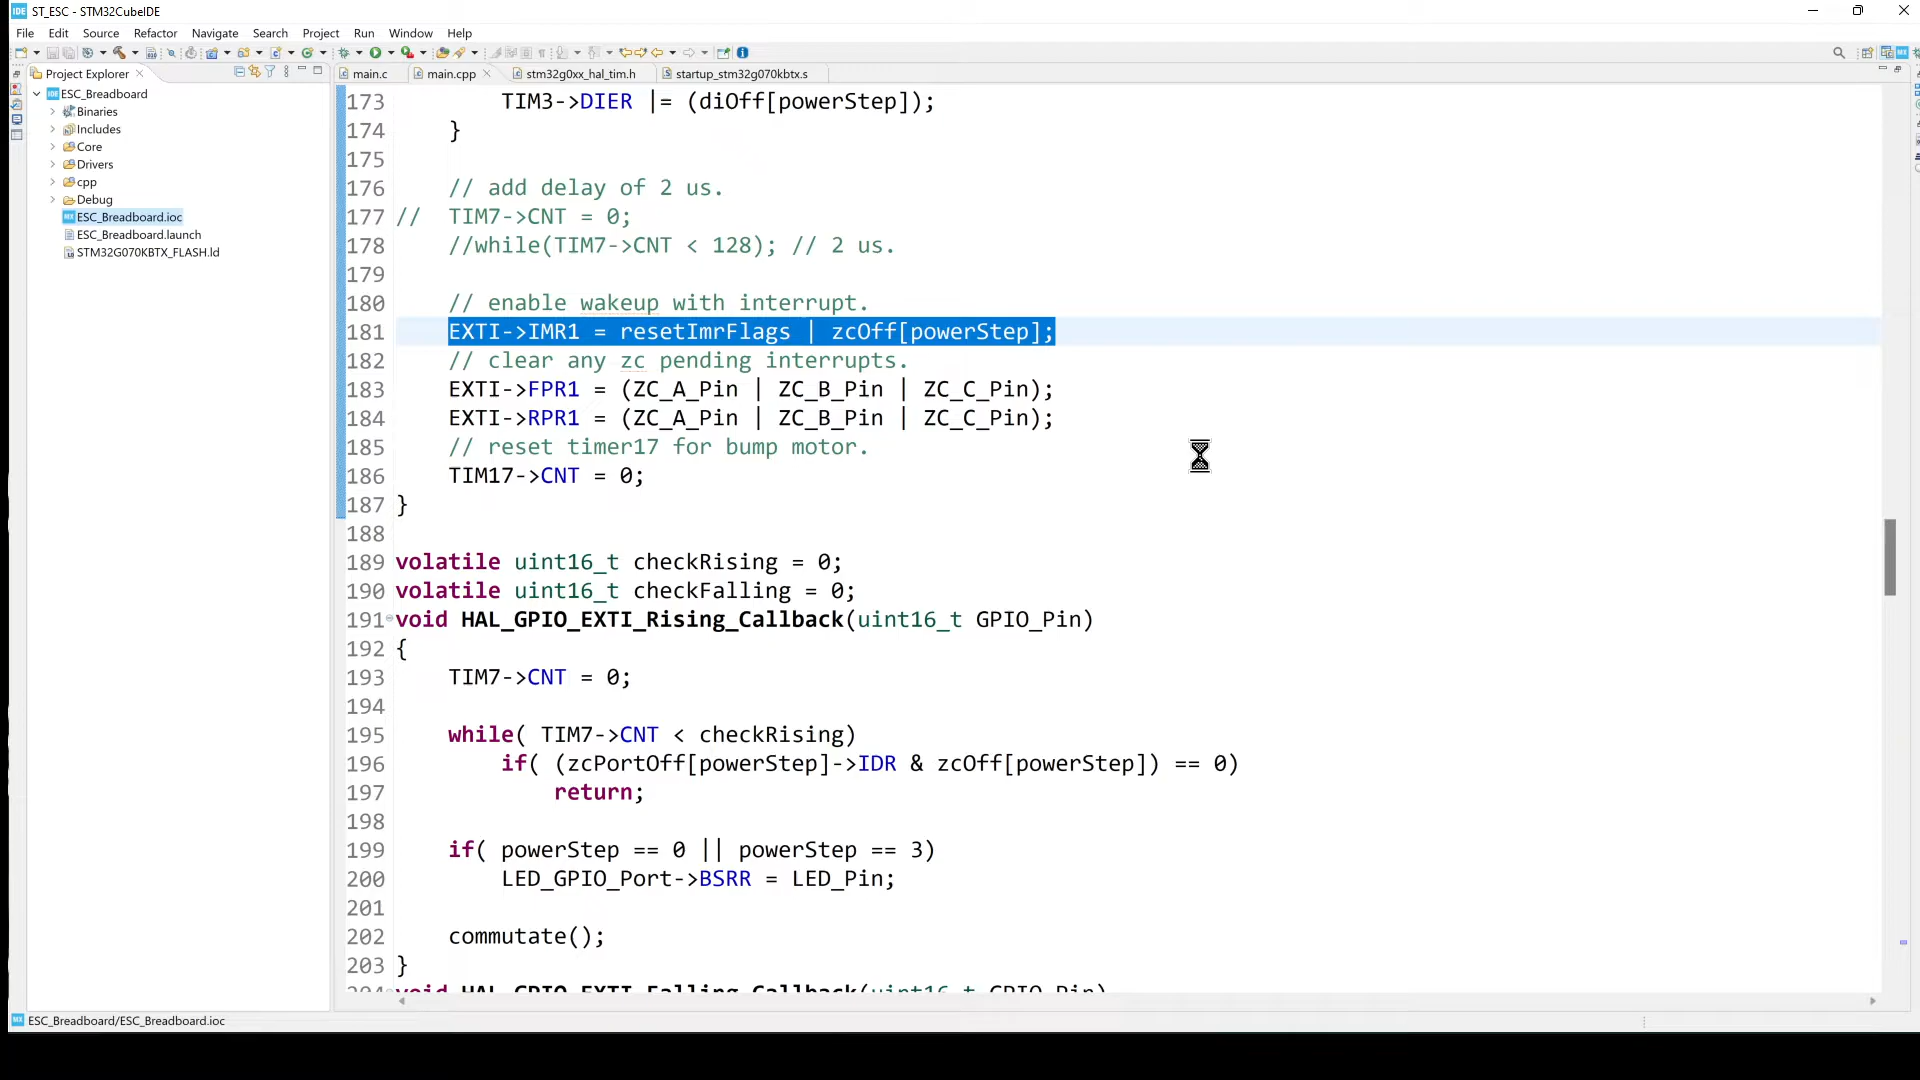 IDE ST_ESC - STM32CubeIDE
File Edit Source Refactor Navigate Search Project Run Window Help
Project Explorer
main.c main.cpp stm32g0xx_hal_tim.h startup_stm32g070kbtx.s
ESC_Breadboard
Binaries
Includes
Core
Drivers
cpp
Debug
ESC_Breadboard.ioc
ESC_Breadboard.launch
STM32G070KBTX_FLASH.ld
173 TIM3->DIER |= (diOff[powerStep]);
174 }
175
176 // add delay of 2 us.
177 // TIM7->CNT = 0;
178 //while(TIM7->CNT < 128); // 2 us.
179
180 // enable wakeup with interrupt.
181 EXTI->IMR1 = resetImrFlags | zcOff[powerStep];
182 // clear any zc pending interrupts.
183 EXTI->FPR1 = (ZC_A_Pin | ZC_B_Pin | ZC_C_Pin);
184 EXTI->RPR1 = (ZC_A_Pin | ZC_B_Pin | ZC_C_Pin);
185 // reset timer17 for bump motor.
186 TIM17->CNT = 0;
187 }
188
189 volatile uint16_t checkRising = 0;
190 volatile uint16_t checkFalling = 0;
191 void HAL_GPIO_EXTI_Rising_Callback(uint16_t GPIO_Pin)
192 {
193 TIM7->CNT = 0;
194
195 while( TIM7->CNT < checkRising)
196 if( (zcPortOff[powerStep]->IDR & zcOff[powerStep]) == 0)
197 return;
198
199 if( powerStep == 0 || powerStep == 3)
200 LED_GPIO_Port->BSRR = LED_Pin;
201
202 commutate();
203 }
204 void HAL_GPIO_EXTI_Falling_Callback(uint16_t GPIO_Pin)
ESC_Breadboard/ESC_Breadboard.ioc